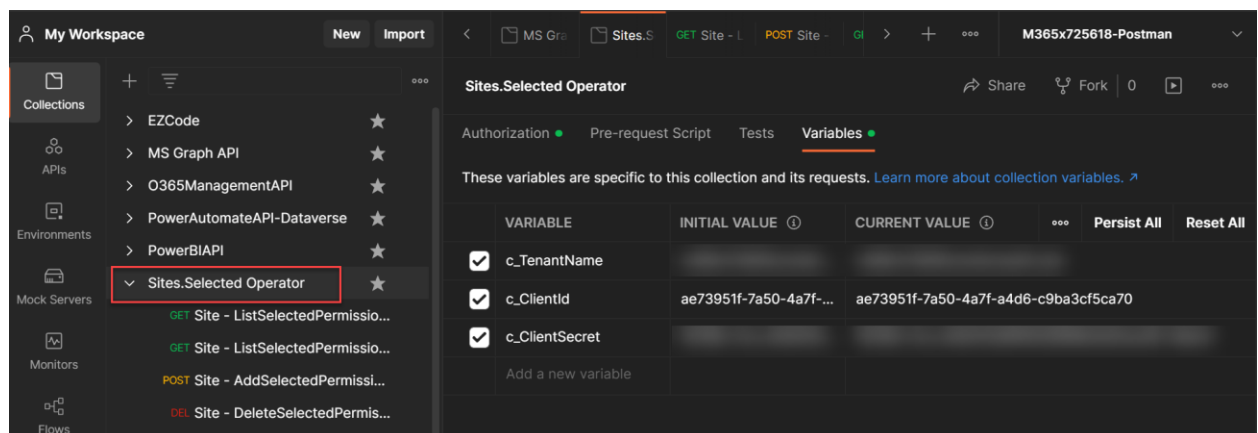 My Workspace New Import
MS Gra Sites.S GET Site - L POST Site - GI M365x725618-Postman
Collections
APIs
Environments
Mock Servers
Monitors
Flows
EZCode
MS Graph API
O365ManagementAPI
PowerAutomateAPI-Dataverse
PowerBIAPI
Sites.Selected Operator
GET Site - ListSelectedPermissio...
GET Site - ListSelectedPermissio...
POST Site - AddSelectedPermissi...
DEL Site - DeleteSelectedPermis...
Sites.Selected Operator Share Fork 0
Authorization Pre-request Script Tests Variables
These variables are specific to this collection and its requests. Learn more about collection variables. ↗
VARIABLE INITIAL VALUE CURRENT VALUE Persist All Reset All
c_TenantName
c_ClientId ae73951f-7a50-4a7f-... ae73951f-7a50-4a7f-a4d6-c9ba3cf5ca70
c_ClientSecret
Add a new variable